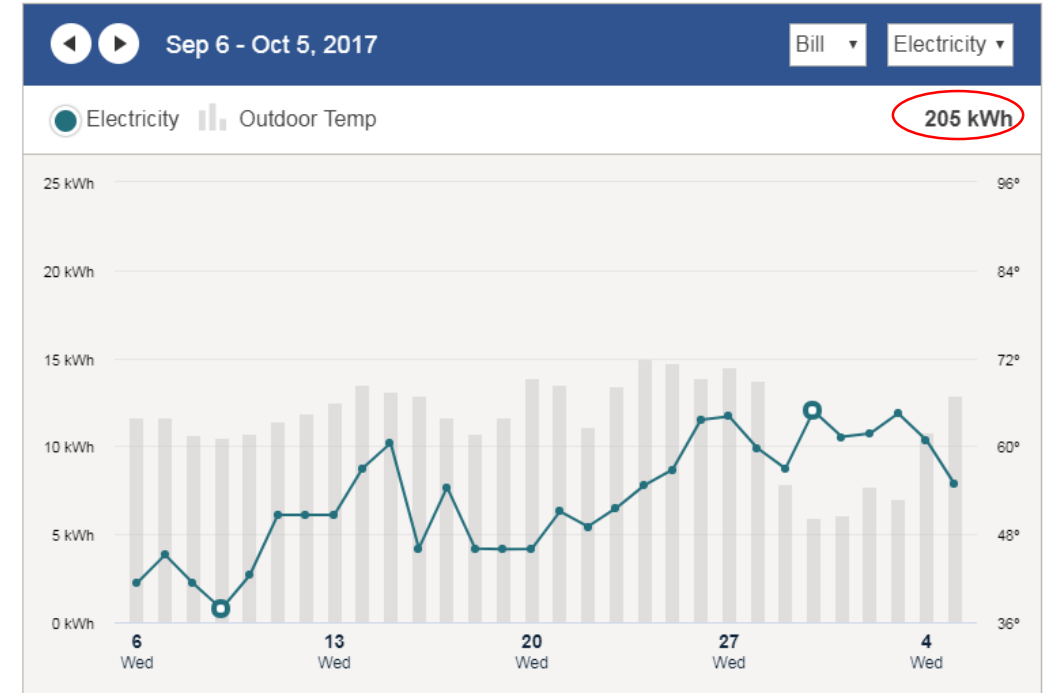 Sep 6 - Oct 5, 2017
Bill
Electricity
Electricity
Outdoor Temp
205 kWh
25 kWh
96°
20 kWh
84°
15 kWh
72°
10 kWh
60°
5 kWh
48°
0 kWh
36°
6 13 20 27 4
Wed Wed Wed Wed Wed